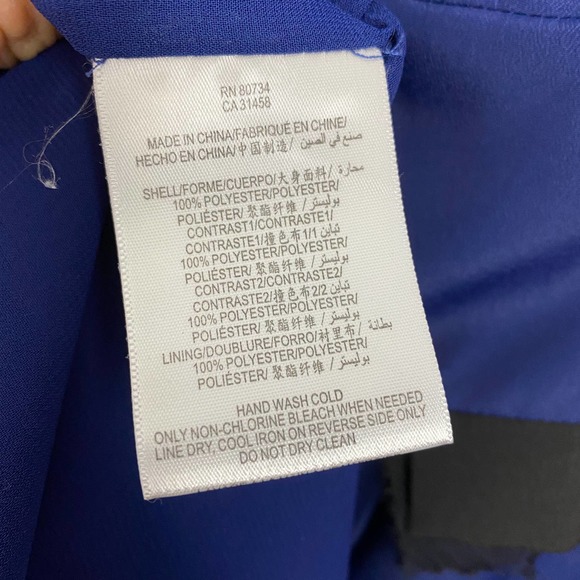 RN 80734
CA 31458
MADE IN CHINA/FABRIQUÉ EN CHINE/
HECHO EN CHINA/中国制造/ صنع في الصين
SHELL/FORME/CUERPO/大身面料/ محارة
100% POLYESTER/POLYESTER/
POLIÉSTER/聚酯纤维/ بوليستر
CONTRAST1/CONTRASTE1/
CONTRASTE1/撞色布1/1 تباين
100% POLYESTER/POLYESTER/
POLIÉSTER/聚酯纤维/ بوليستر
CONTRAST2/CONTRASTE2/
CONTRASTE2/撞色布2/2 تباين
100% POLYESTER/POLYESTER/
POLIÉSTER/聚酯纤维/ بوليستر
LINING/DOUBLURE/FORRO/衬里布/ بطانة
100% POLYESTER/POLYESTER/
POLIÉSTER/聚酯纤维/ بوليستر
HAND WASH COLD
ONLY NON-CHLORINE BLEACH WHEN NEEDED
LINE DRY, COOL IRON ON REVERSE SIDE ONLY
DO NOT DRY CLEAN